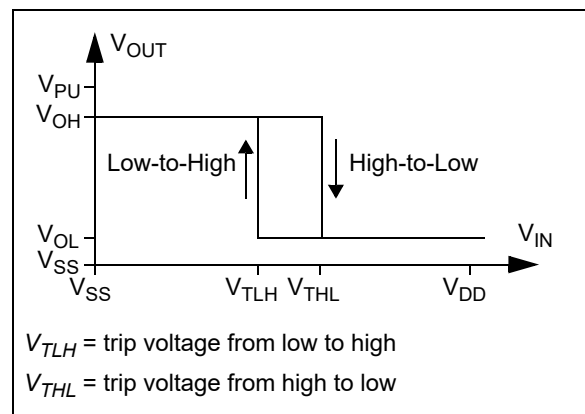 VOUT
VPU
VOH
Low-to-High
High-to-Low
VOL
VIN
VSS
VSS
VTLH
VTHL
VDD
VTLH = trip voltage from low to high
VTHL = trip voltage from high to low